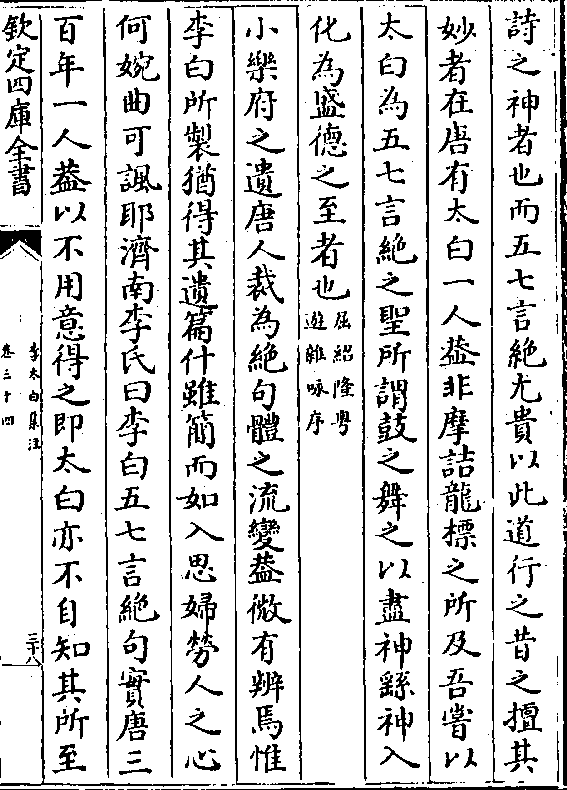 詩之神者也而五七言絶尤貴以此道行之昔之擅其
妙者在唐有太白一人葢非摩詰龍標之所及吾嘗以
太白為五七言絶之聖所謂鼓之舞之以盡神繇神入
化為盛德之至者也屈紹隆粤
遊雜咏序
小樂府之遺唐人裁為絶句體之流變葢微有辨焉惟
李白所製猶得其遺篇什雖簡而如入思婦勞人之心
何婉曲可諷耶濟南李氏曰李白五七言絶句實唐三
百年一人葢以不用意得之即太白亦不自知其所至
欽定四庫全書
李太白集注
卷三十四
三十八